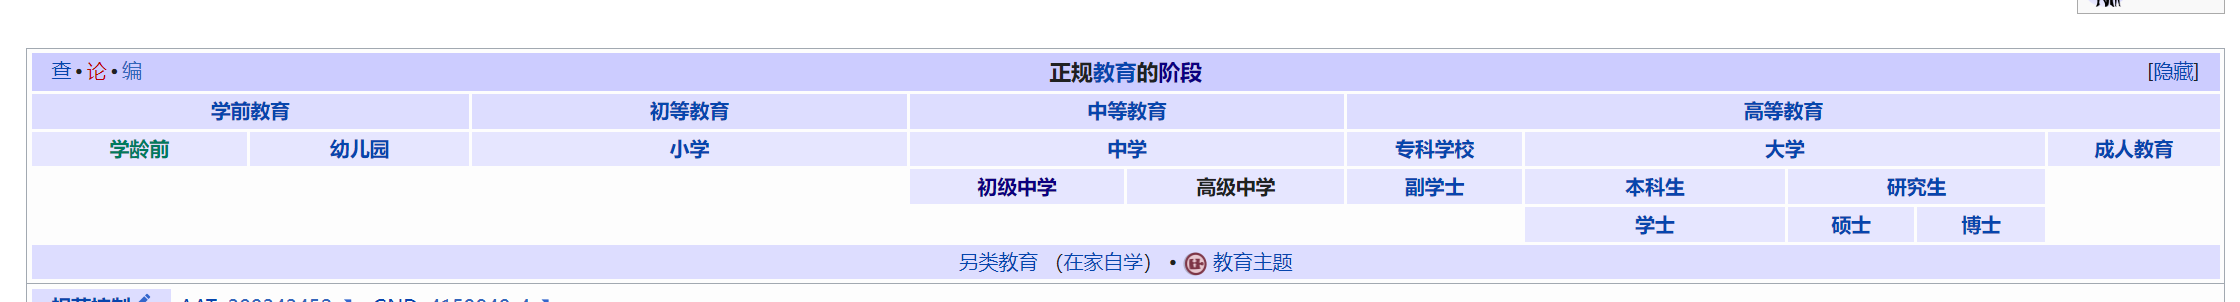 查 • 论 • 编 正规教育的阶段 [隐藏]
学前教育 初等教育 中等教育 高等教育
学龄前 幼儿园 小学 中学 专科学校 大学 成人教育
初级中学 高级中学 副学士 本科生 研究生
学士 硕士 博士
另类教育 （在家自学） • 教育主题